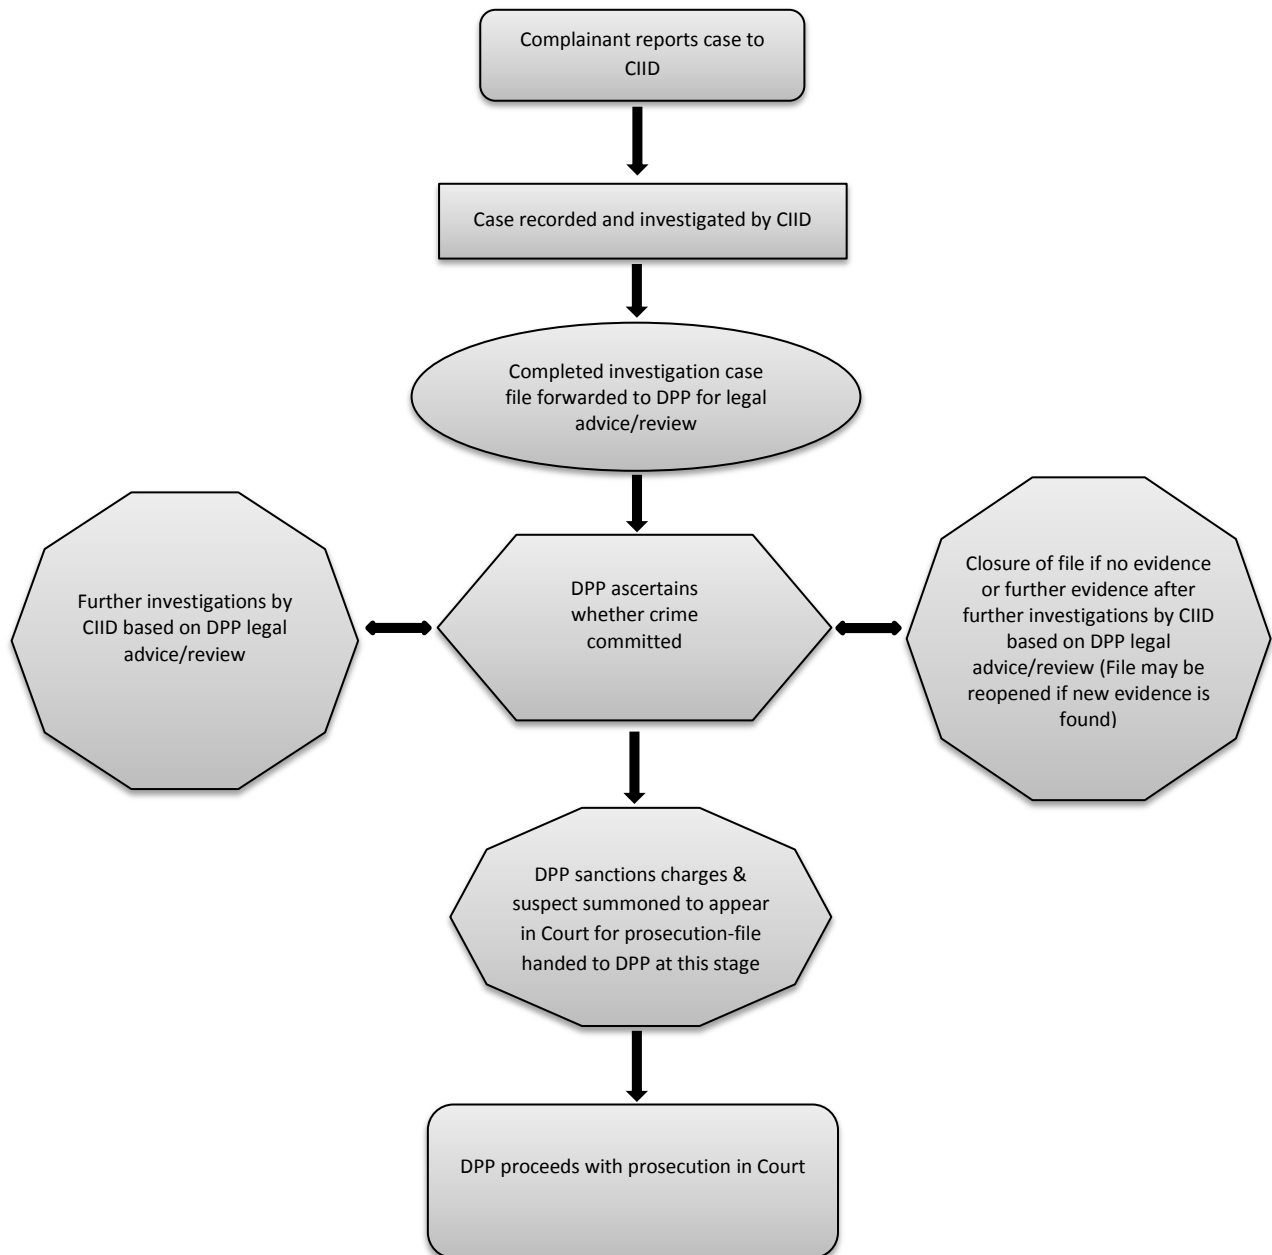 Complainant reports case to
CIID
Case recorded and investigated by CIID
Completed investigation case
file forwarded to DPP for legal
advice/review
Further investigations by
CIID based on DPP legal
advice/review
DPP ascertains
whether crime
committed
Closure of file if no evidence
or further evidence after
further investigations by CIID
based on DPP legal
advice/review (File may be
reopened if new evidence is
found)
DPP sanctions charges &
suspect summoned to appear
in Court for prosecution-file
handed to DPP at this stage
DPP proceeds with prosecution in Court